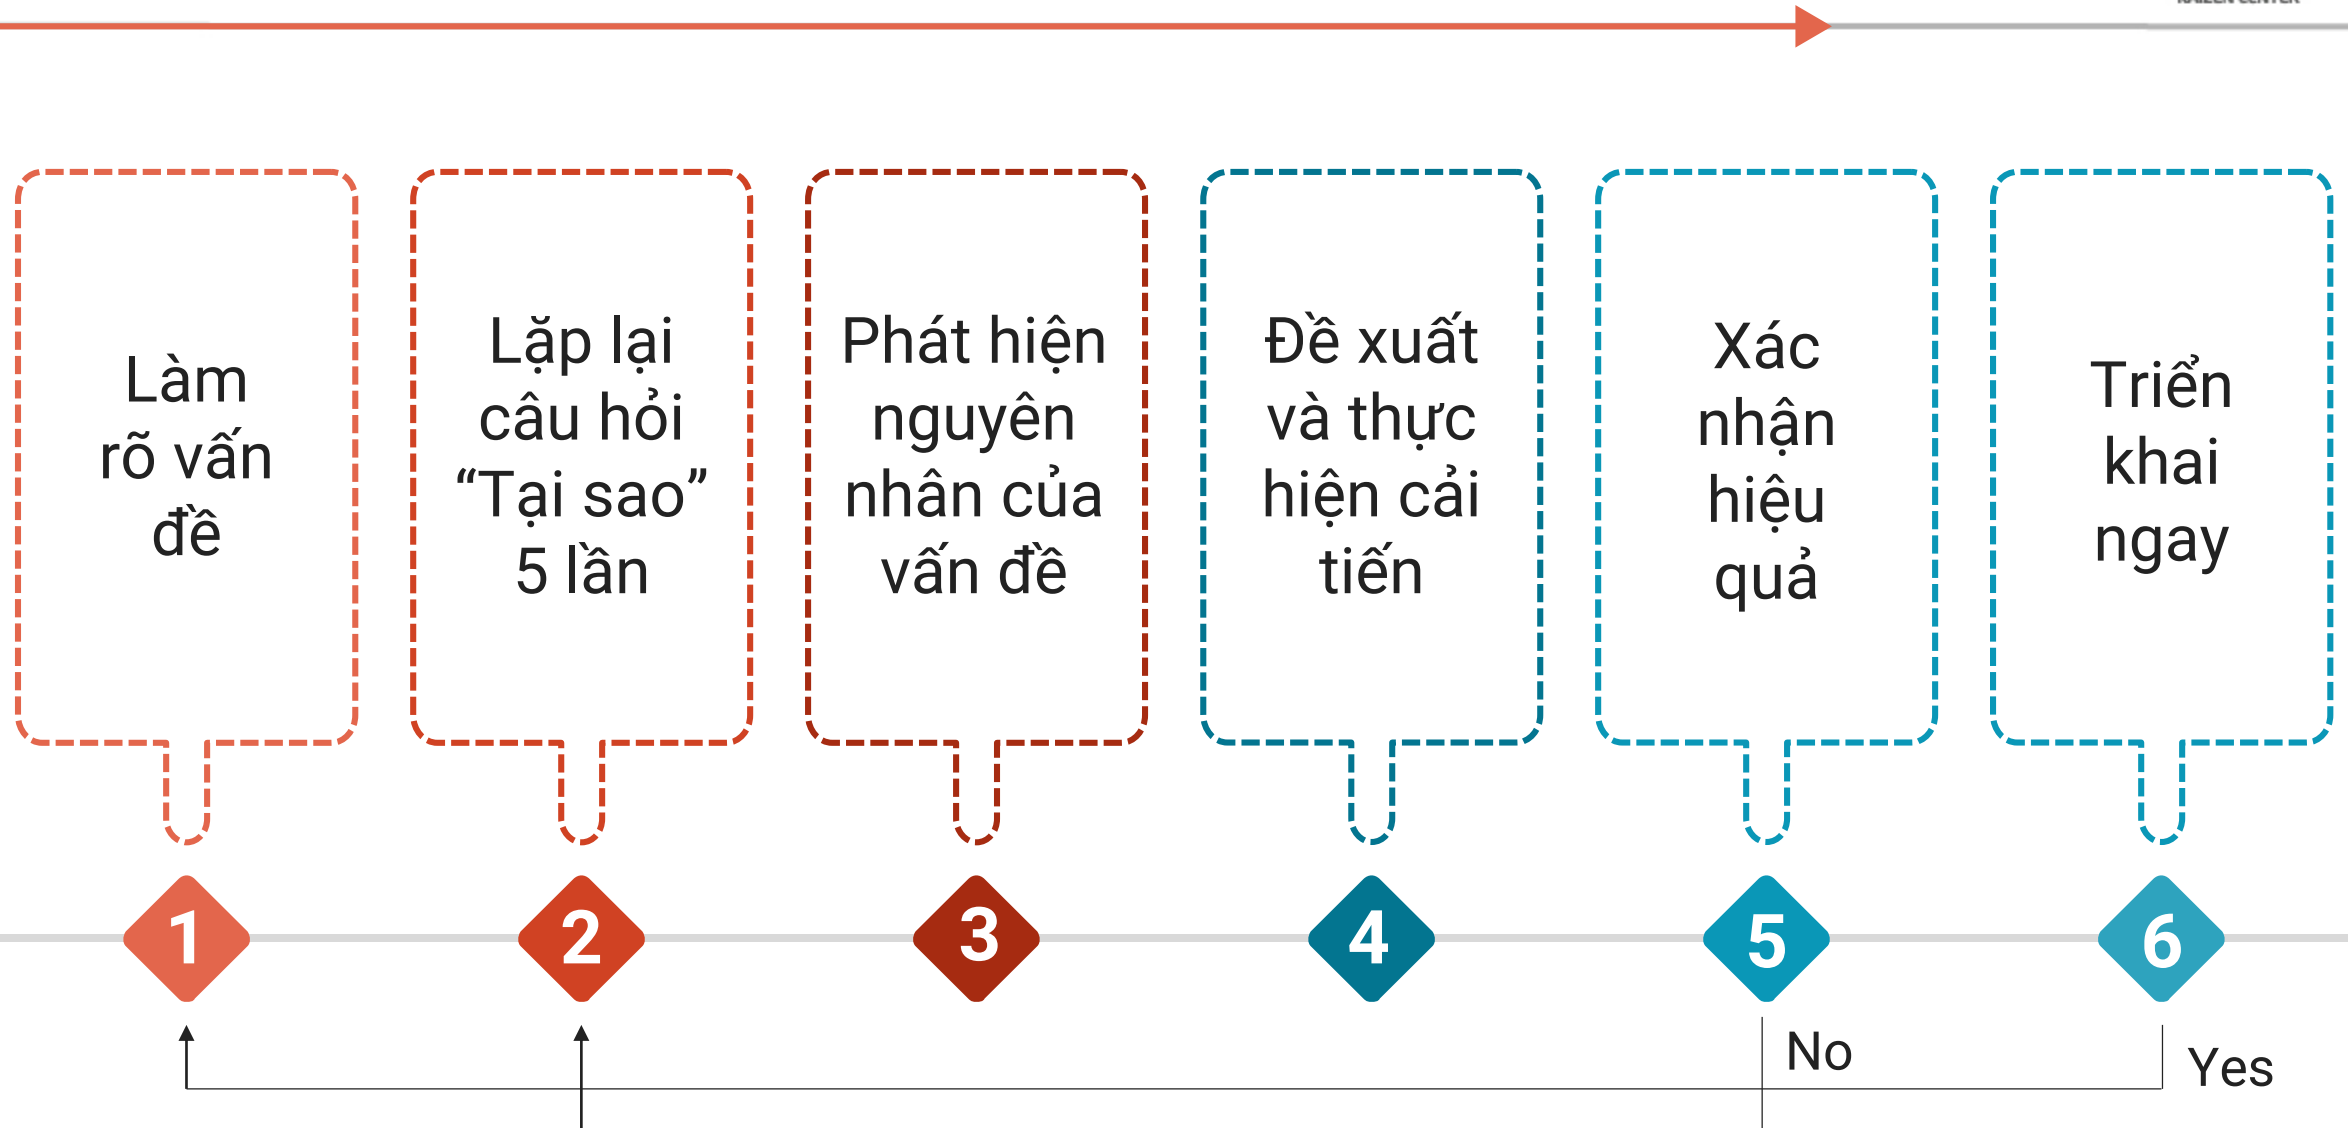 KAIZEN CENTER
Làm
rõ vấn
đề
Lặp lại
câu hỏi
“Tại sao”
5 lần
Phát hiện
nguyên
nhân của
vấn đề
Đề xuất
và thực
hiện cải
tiến
Xác
nhận
hiệu
quả
Triển
khai
ngay
1
2
3
4
5
6
No
Yes